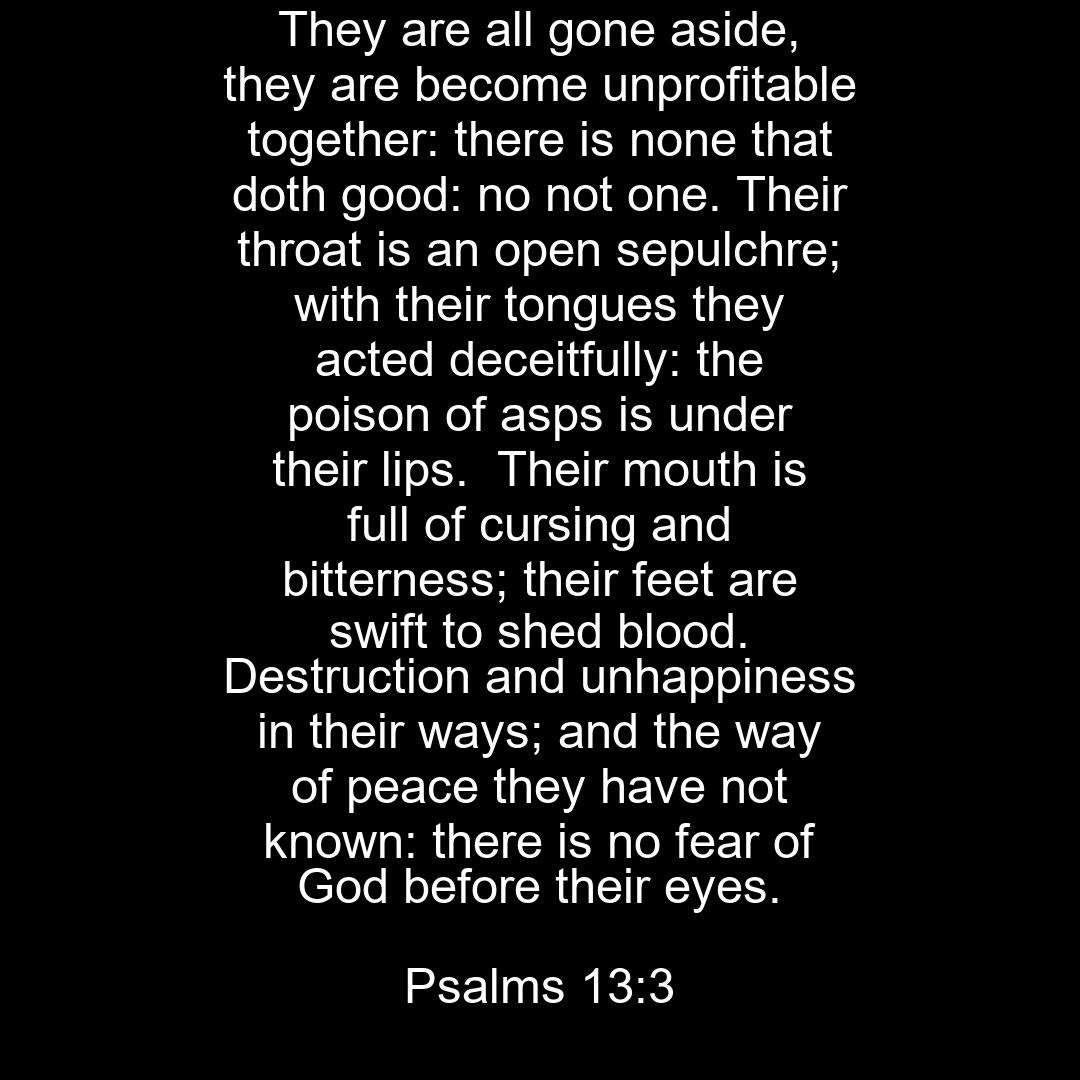 They are all gone aside,
they are become unprofitable
together: there is none that
doth good: no not one. Their
throat is an open sepulchre;
with their tongues they
acted deceitfully: the
poison of asps is under
their lips.  Their mouth is
full of cursing and
bitterness; their feet are
swift to shed blood.
Destruction and unhappiness
in their ways; and the way
of peace they have not
known: there is no fear of
God before their eyes.
Psalms 13:3